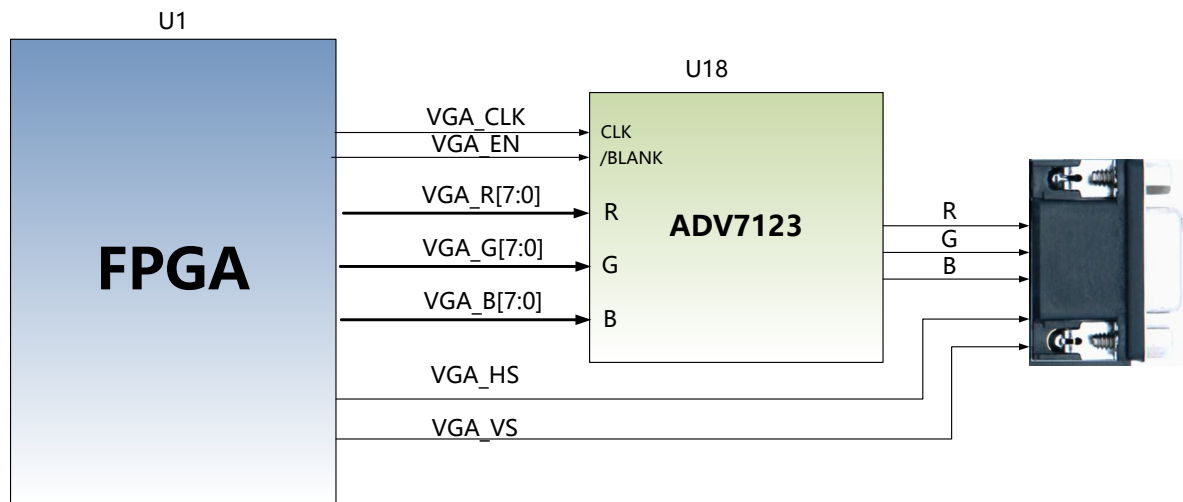 U1
U18
FPGA
VGA_CLK
VGA_EN
VGA_R[7:0]
VGA_G[7:0]
VGA_B[7:0]
VGA_HS
VGA_VS
CLK
/BLANK
R
G
B
ADV7123
R
G
B